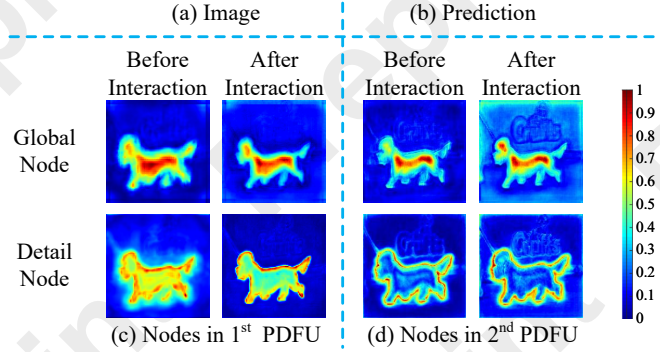 (a) Image
(b) Prediction
Before Interaction
After Interaction
Before Interaction
After Interaction
Global Node
Detail Node
1
0.9
0.8
0.7
0.6
0.5
0.4
0.3
0.2
0.1
0
(c) Nodes in 1st PDFU
(d) Nodes in 2nd PDFU